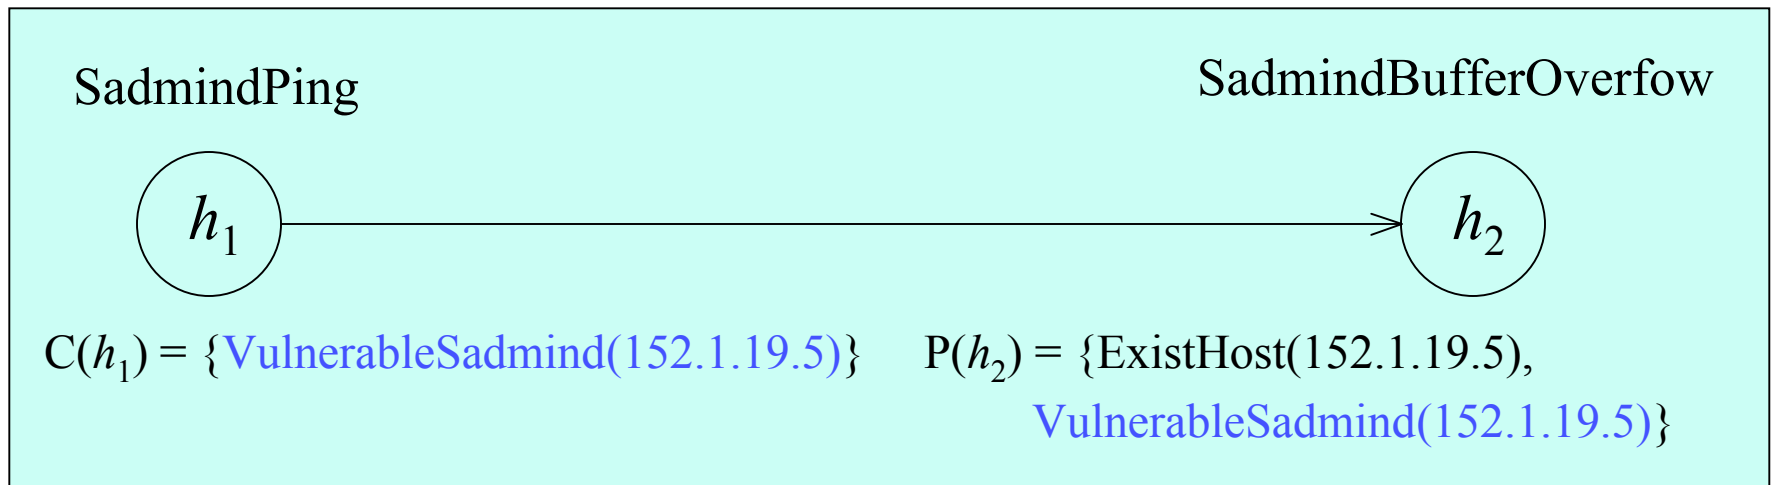 SadmindPing
SadmindBufferOverfow
h₁
h₂
C(h₁) = {VulnerableSadmind(152.1.19.5)}
P(h₂) = {ExistHost(152.1.19.5),
VulnerableSadmind(152.1.19.5)}